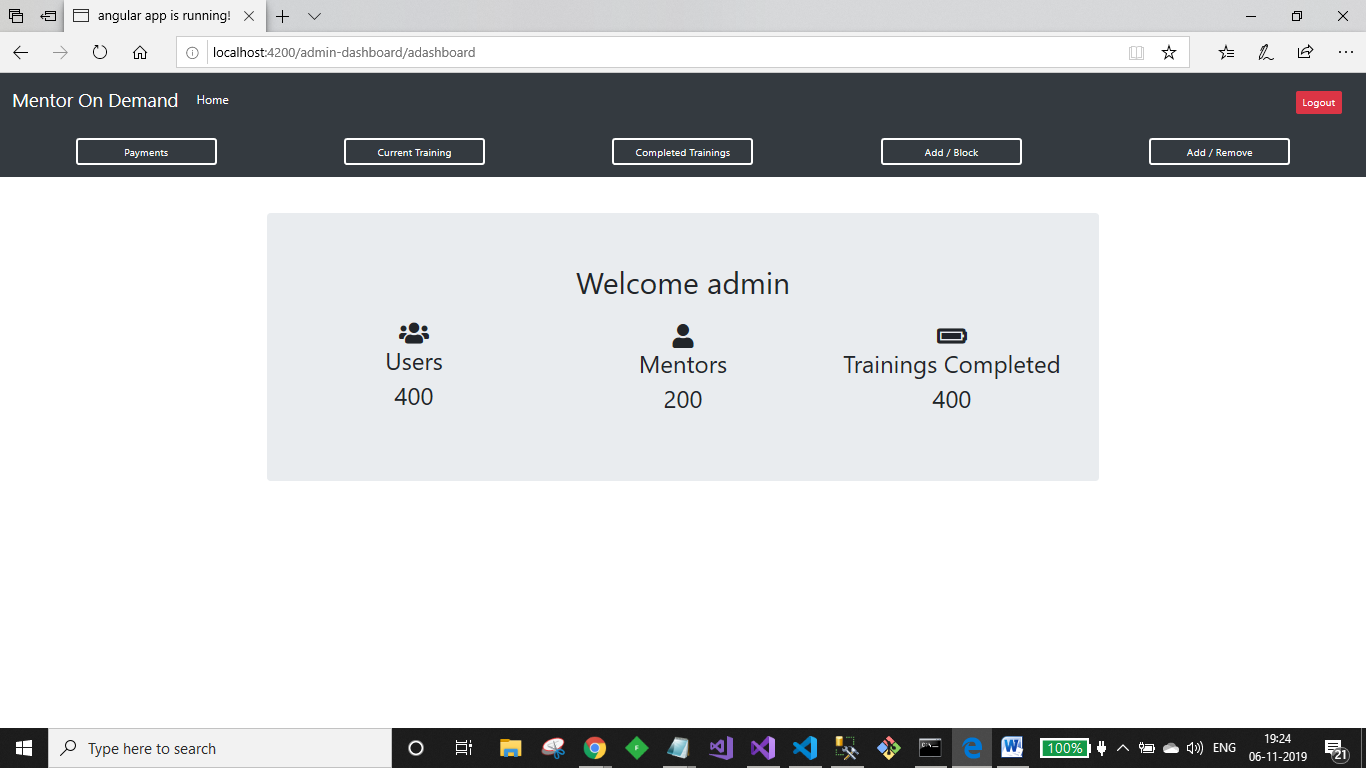 angular app is running!
localhost:4200/admin-dashboard/adashboard
Mentor On Demand Home Logout
Payments Current Training Completed Trainings Add / Block Add / Remove
Welcome admin
Users Mentors Trainings Completed
400 200 400
Type here to search
100% ENG 19:24
06-11-2019
21